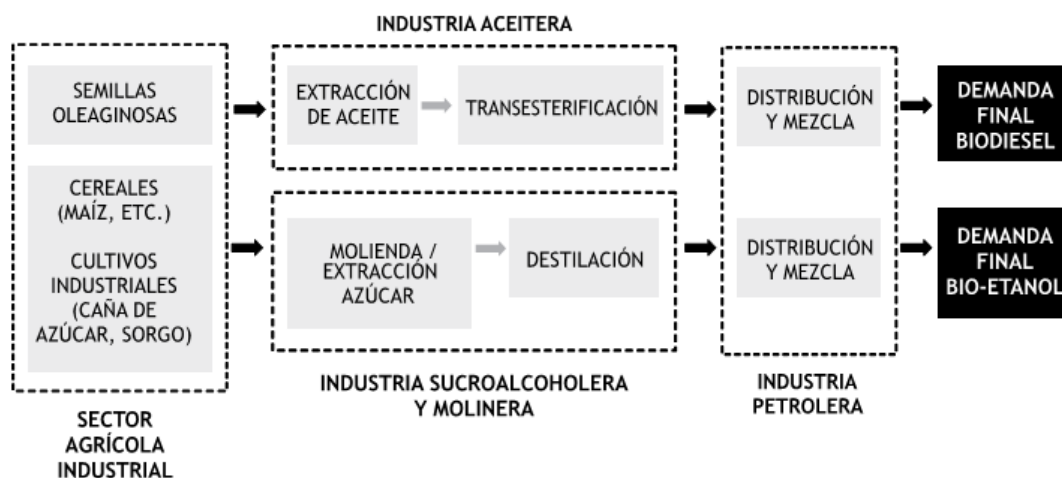 INDUSTRIA ACEITERA
SEMILLAS
OLEAGINOSAS
EXTRACCIÓN
DE ACEITE
TRANSESTERIFICACIÓN
DISTRIBUCIÓN
Y MEZCLA
DEMANDA
FINAL
BIODIESEL
CEREALES
(MAÍZ, ETC.)
CULTIVOS
INDUSTRIALES
(CAÑA DE
AZÚCAR, SORGO)
MOLIENDA /
EXTRACCIÓN
AZÚCAR
DESTILACIÓN
DISTRIBUCIÓN
Y MEZCLA
DEMANDA
FINAL
BIO-ETANOL
SECTOR
AGRÍCOLA
INDUSTRIAL
INDUSTRIA SUCROALCOHOLERA
Y MOLINERA
INDUSTRIA
PETROLERA